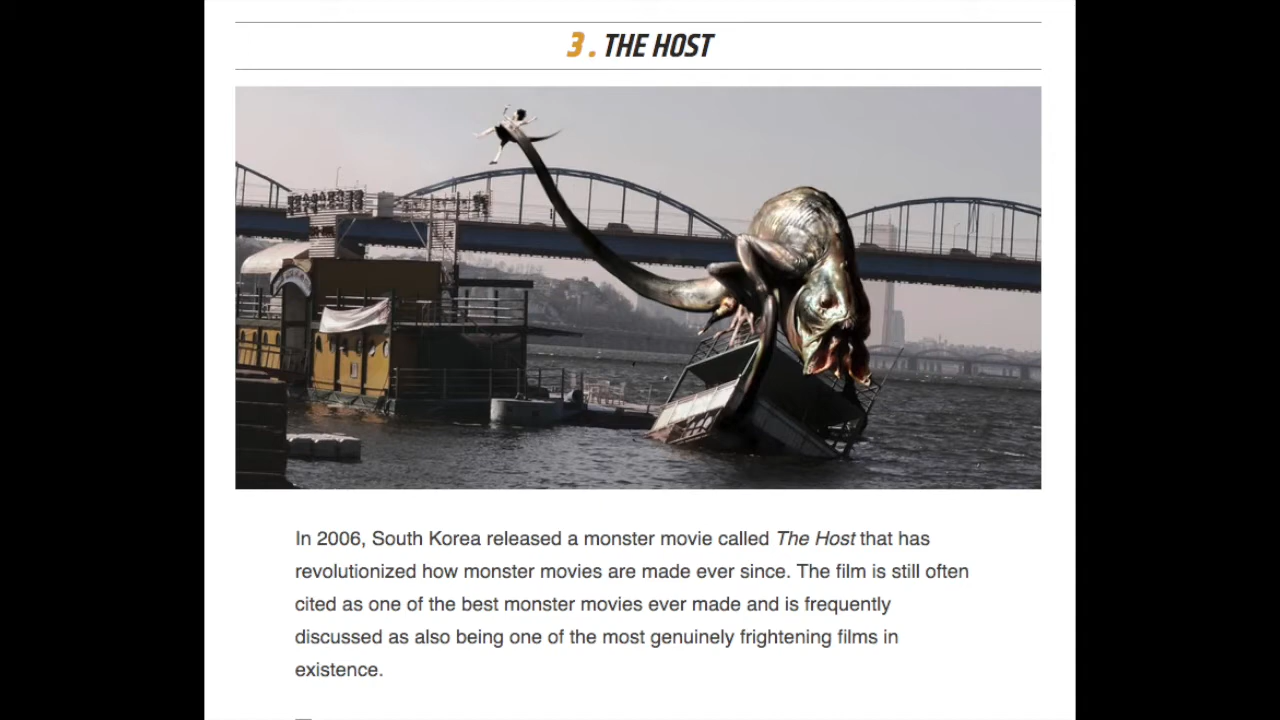 3 . THE HOST
In 2006, South Korea released a monster movie called The Host that has
revolutionized how monster movies are made ever since. The film is still often
cited as one of the best monster movies ever made and is frequently
discussed as also being one of the most genuinely frightening films in
existence.